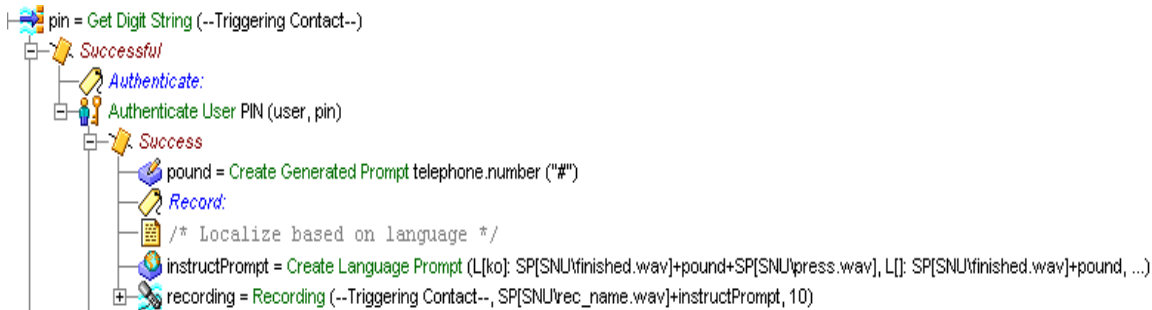 pin = Get Digit String (--Triggering Contact--)
Successful
Authenticate:
Authenticate User PIN (user, pin)
Success
pound = Create Generated Prompt telephone.number ("#")
Record:
/* Localize based on language */
instructPrompt = Create Language Prompt (L[ko]: SP[SNU\finished.wav]+pound+SP[SNU\press.wav], L[]: SP[SNU\finished.wav]+pound, ...)
recording = Recording (--Triggering Contact--, SP[SNU\rec_name.wav]+instructPrompt, 10)